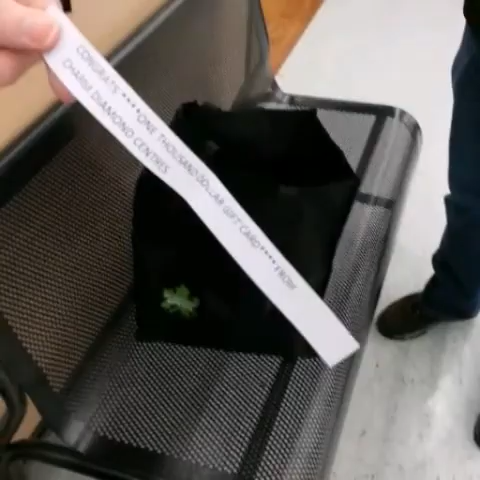 CONGRATS ****ONE THOUSAND DOLLAR GIFT CARD**** FROM
CHARM DIAMOND CENTRES